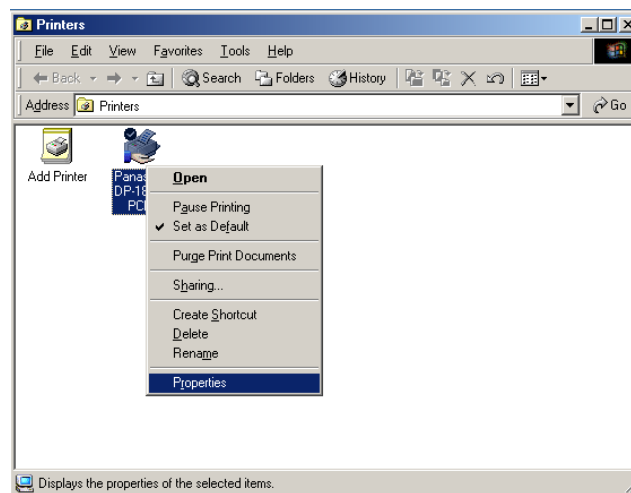 Printers
File Edit View Favorites Tools Help
Back Search Folders History
Address Printers Go
Add Printer
Panas
DP-18
PCL
Open
Pause Printing
Set as Default
Purge Print Documents
Sharing...
Create Shortcut
Delete
Rename
Properties
Displays the properties of the selected items.